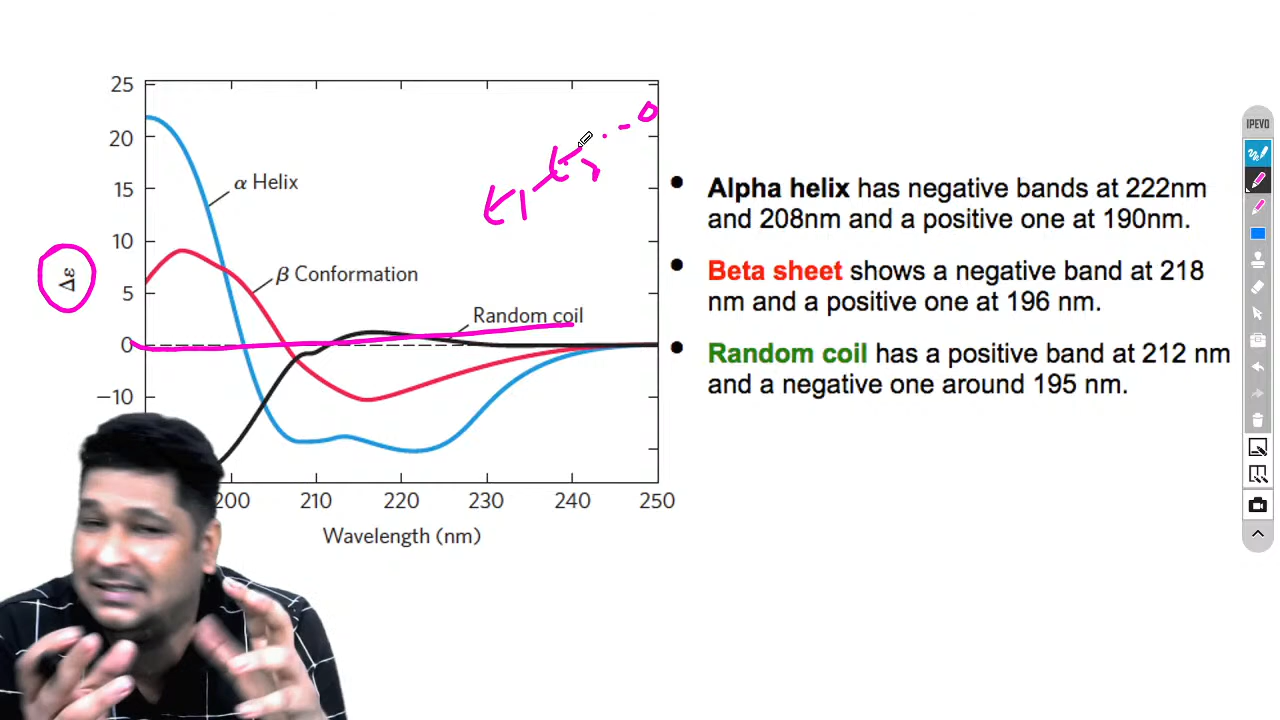 25
20
15
10
5
0
−10
Δε
α Helix
β Conformation
Random coil
200 210 220 230 240 250
Wavelength (nm)
• Alpha helix has negative bands at 222nm
and 208nm and a positive one at 190nm.
• Beta sheet shows a negative band at 218
nm and a positive one at 196 nm.
• Random coil has a positive band at 212 nm
and a negative one around 195 nm.
IPEVO